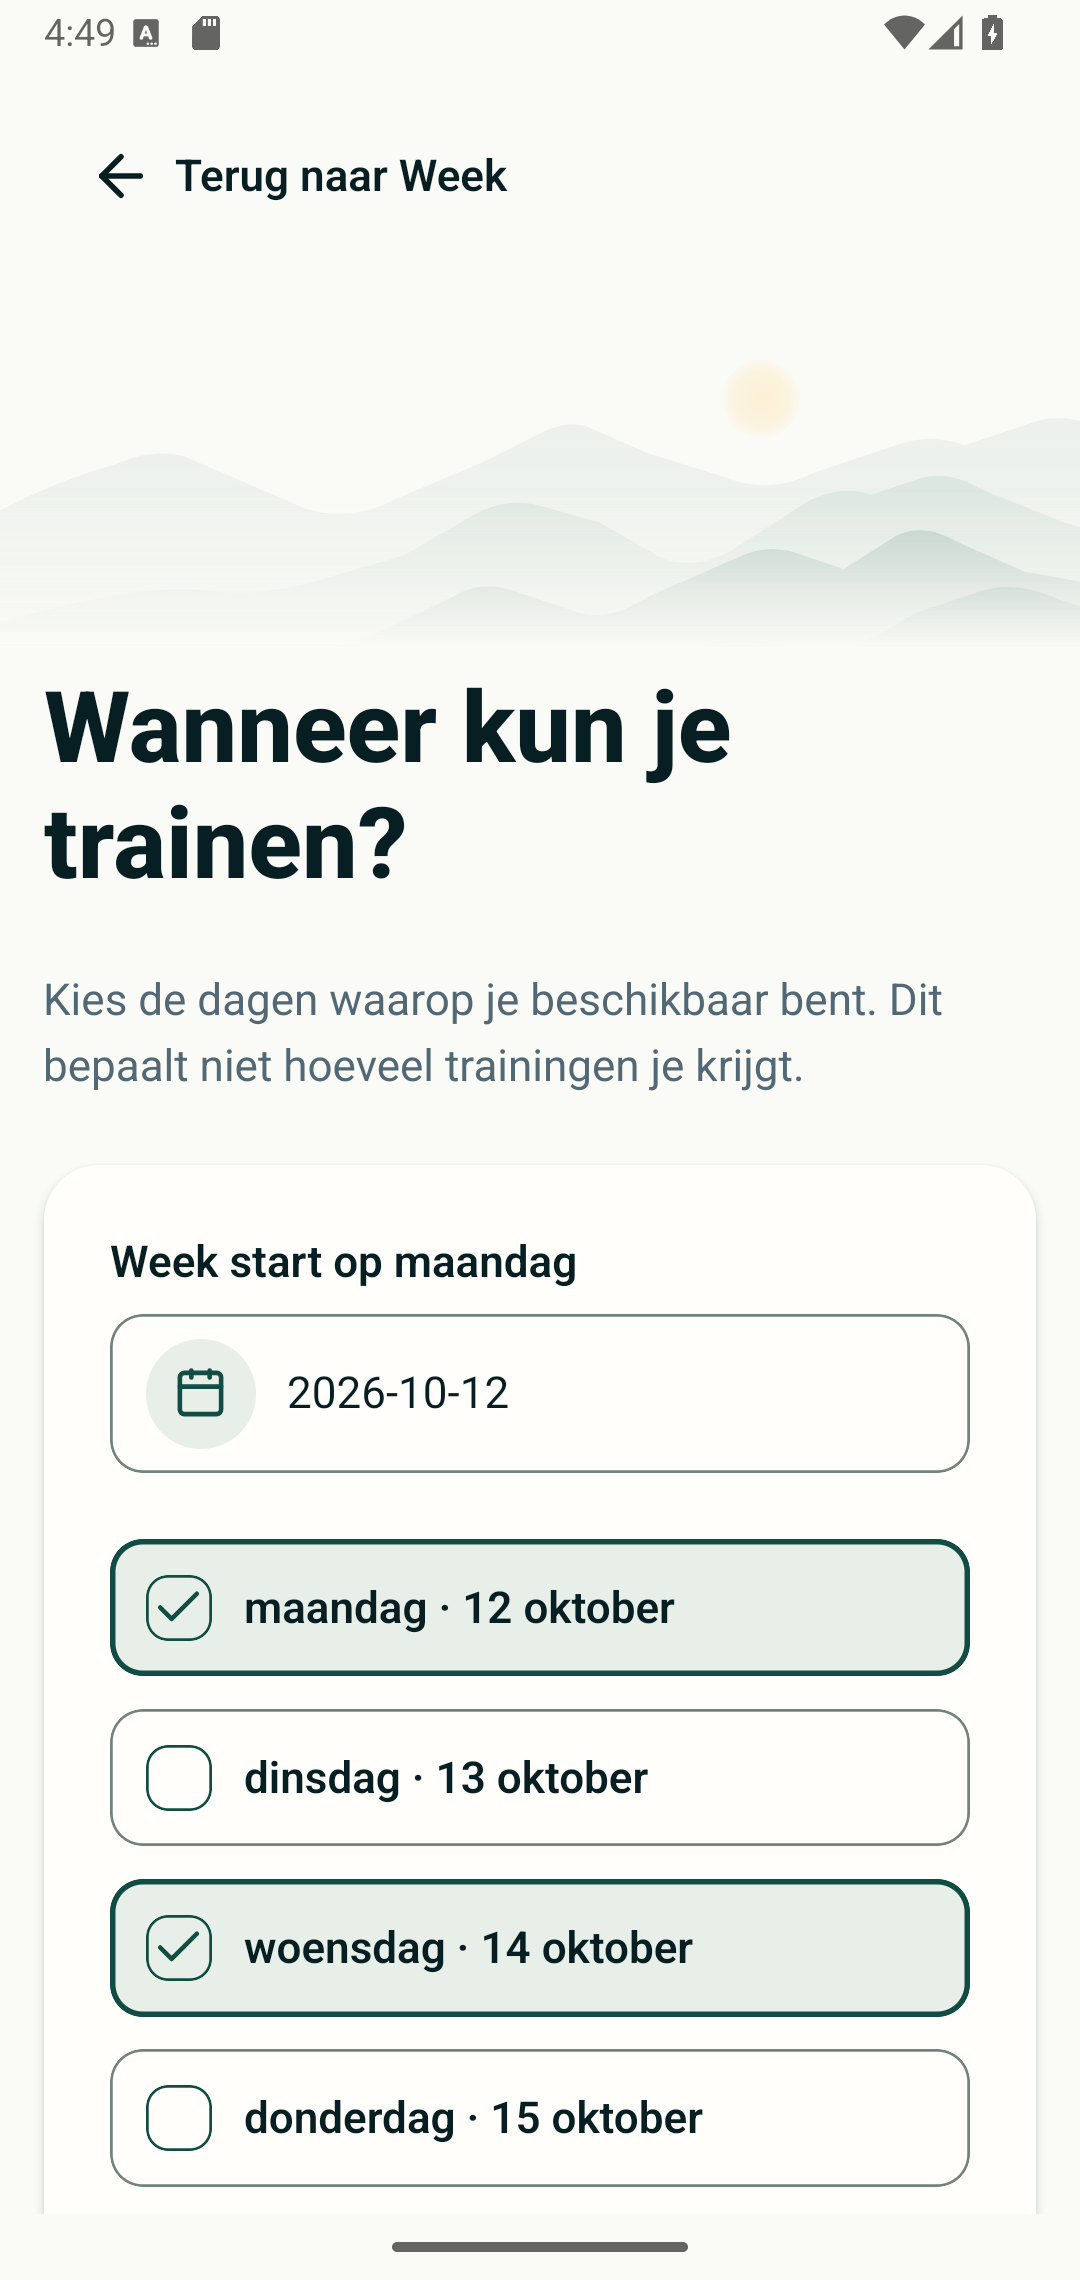 4:49
Terug naar Week
Wanneer kun je
trainen?
Kies de dagen waarop je beschikbaar bent. Dit
bepaalt niet hoeveel trainingen je krijgt.
Week start op maandag
2026-10-12
maandag · 12 oktober
dinsdag · 13 oktober
woensdag · 14 oktober
donderdag · 15 oktober